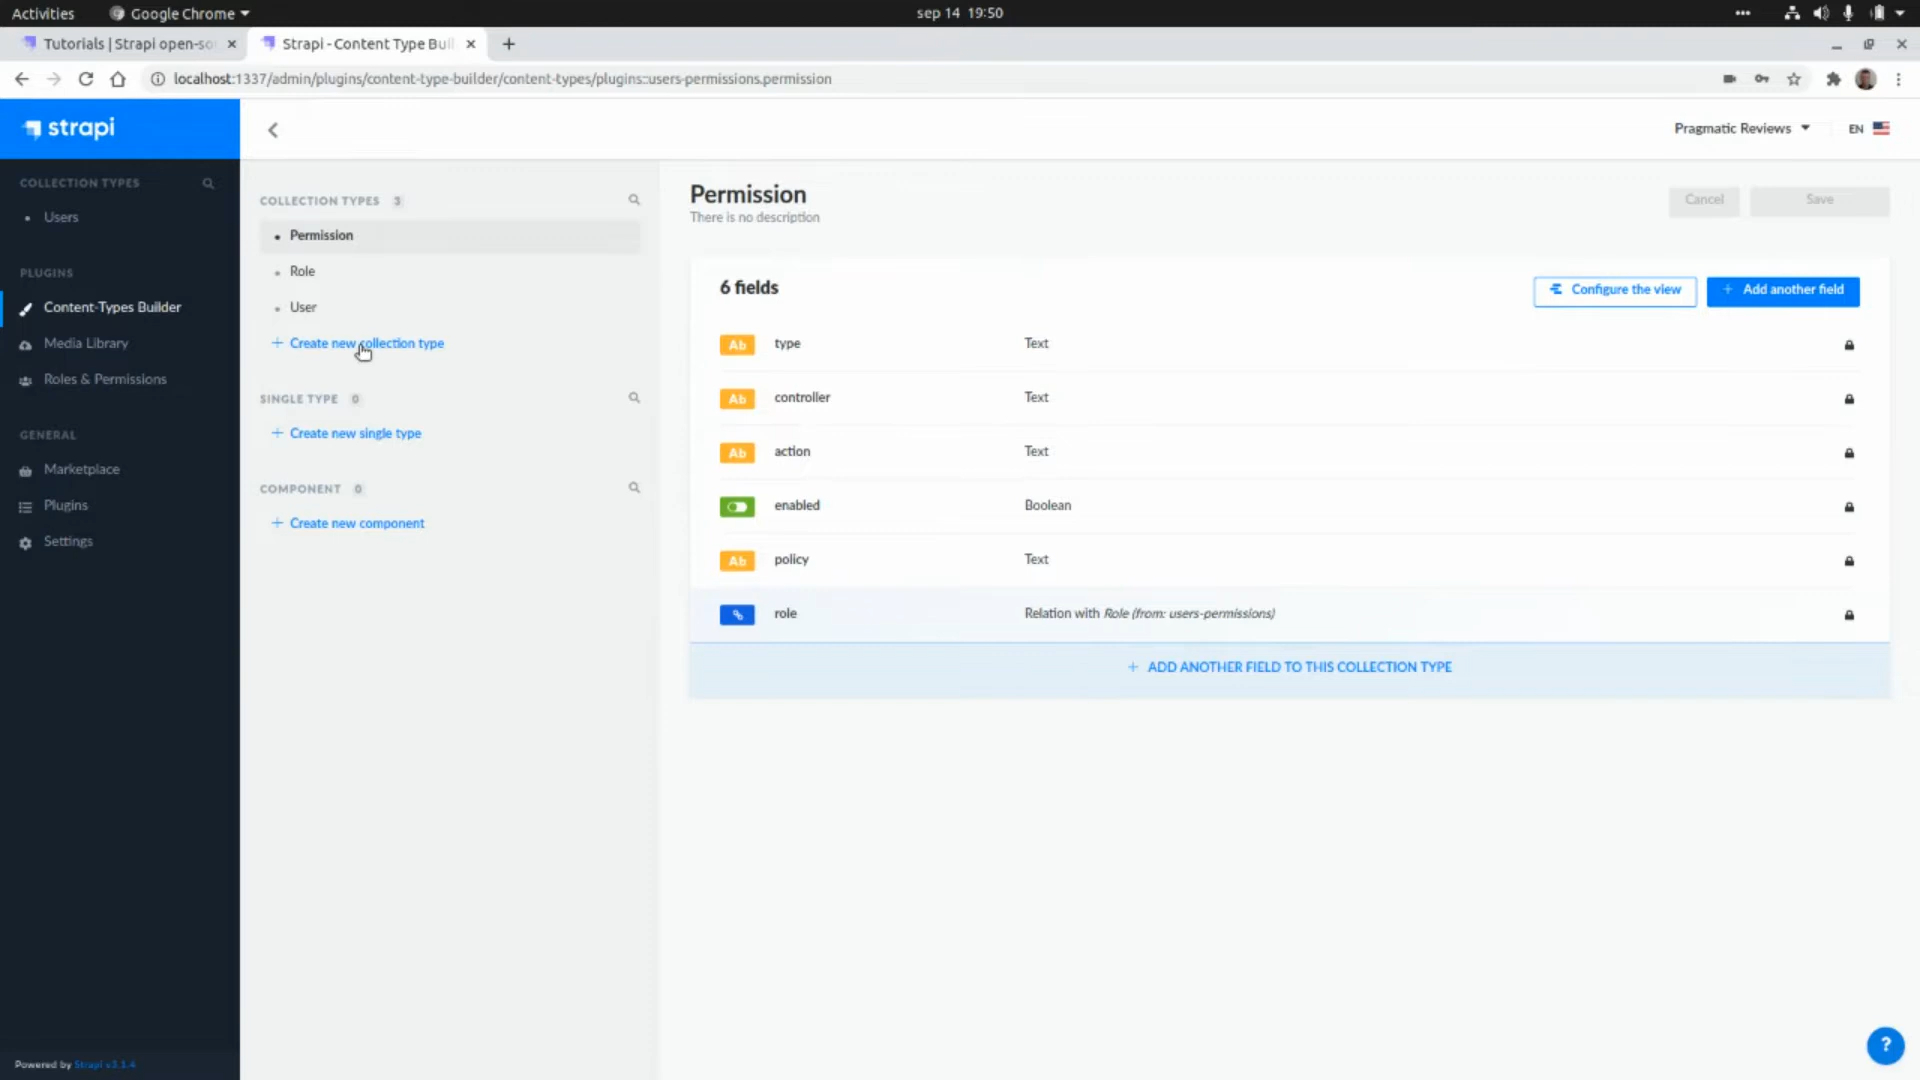 Activities
Google Chrome
sep 14 19:50
Tutorials | Strapi open-so
Strapi - Content Type Buil
localhost:1337/admin/plugins/content-type-builder/content-types/plugins::users-permissions.permission
strapi
Pragmatic Reviews
EN
COLLECTION TYPES
Users
PLUGINS
Content-Types Builder
Media Library
Roles & Permissions
GENERAL
Marketplace
Plugins
Settings
Powered by Strapi v3.1.4
COLLECTION TYPES 3
Permission
Role
User
+ Create new collection type
SINGLE TYPE 0
+ Create new single type
COMPONENT 0
+ Create new component
Permission
There is no description
Cancel
Save
6 fields
Configure the view
+ Add another field
Ab type Text
Ab controller Text
Ab action Text
enabled Boolean
Ab policy Text
role Relation with Role (from: users-permissions)
+ ADD ANOTHER FIELD TO THIS COLLECTION TYPE
?